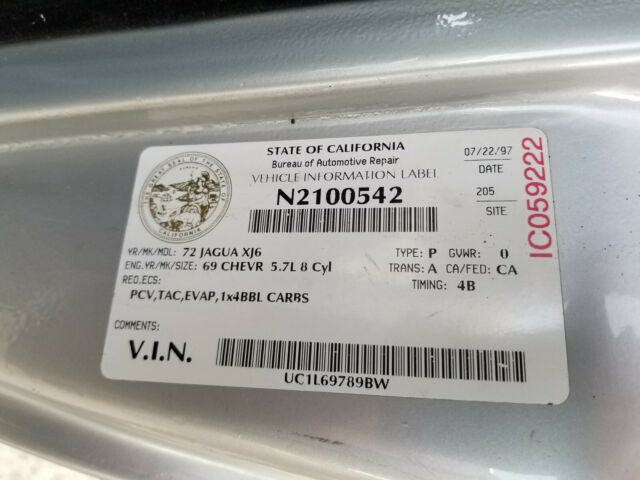 STATE OF CALIFORNIA
Bureau of Automotive Repair
VEHICLE INFORMATION LABEL
N2100542
07/22/97
DATE
205
SITE
IC059222
CALIFORNIA
YR/MK/MDL: 72 JAGUA XJ6 TYPE: P GVWR: 0
ENG.YR/MK/SIZE: 69 CHEVR 5.7L 8 Cyl TRANS: A CA/FED: CA
REQ.ECS: TIMING: 4B
PCV,TAC,EVAP,1x4BBL CARBS
COMMENTS:
V.I.N.
UC1L69789BW